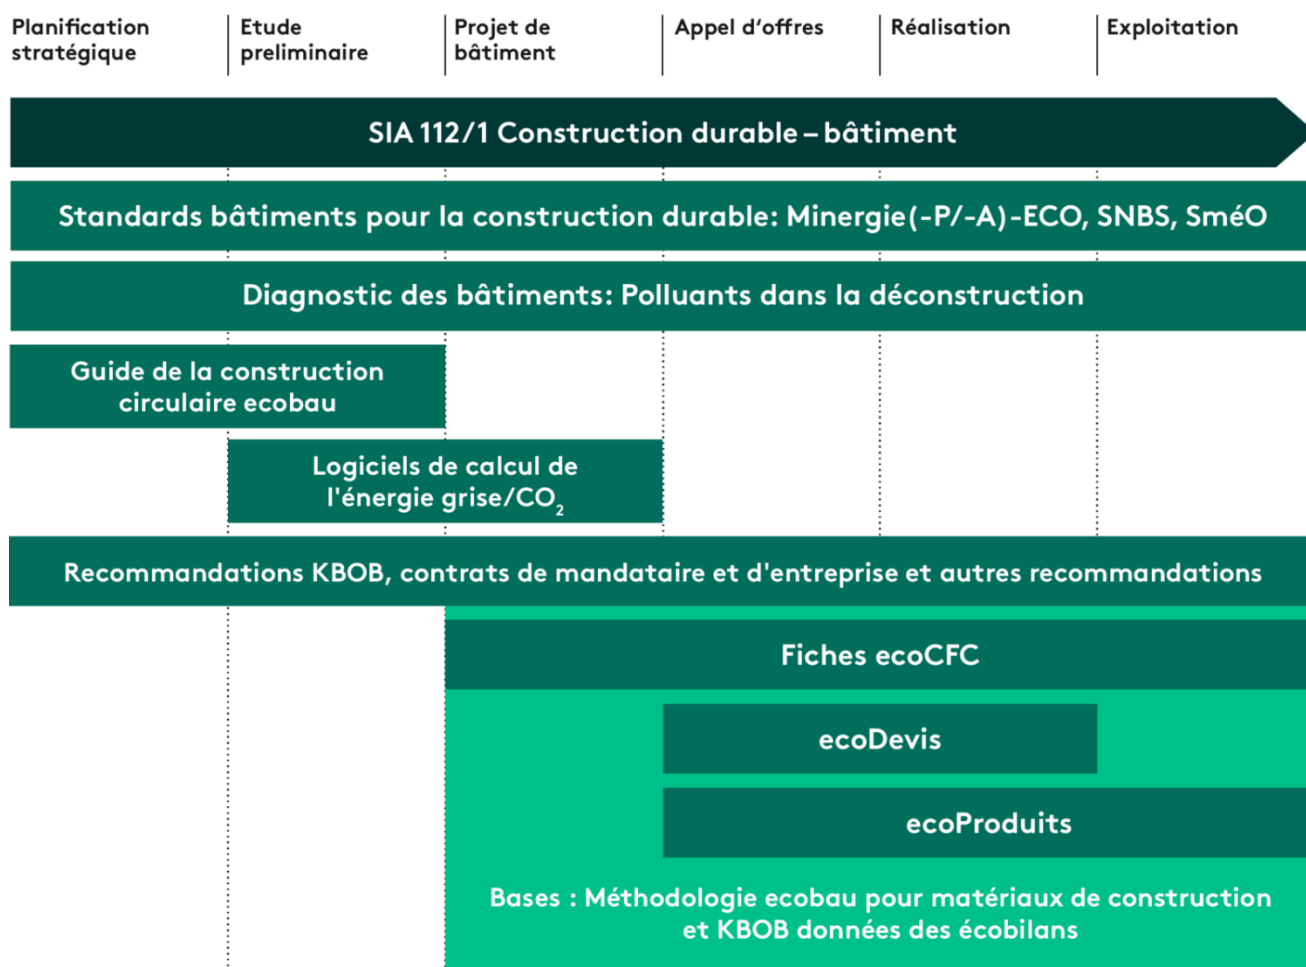 Planification
stratégique
Etude
preliminaire
Projet de
bâtiment
Appel d‘offres
Réalisation
Exploitation
SIA 112/1 Construction durable – bâtiment
Standards bâtiments pour la construction durable: Minergie(-P/-A)-ECO, SNBS, SméO
Diagnostic des bâtiments: Polluants dans la déconstruction
Guide de la construction
circulaire ecobau
Logiciels de calcul de
l'énergie grise/CO₂
Recommandations KBOB, contrats de mandataire et d'entreprise et autres recommandations
Fiches ecoCFC
ecoDevis
ecoProduits
Bases : Méthodologie ecobau pour matériaux de construction
et KBOB données des écobilans